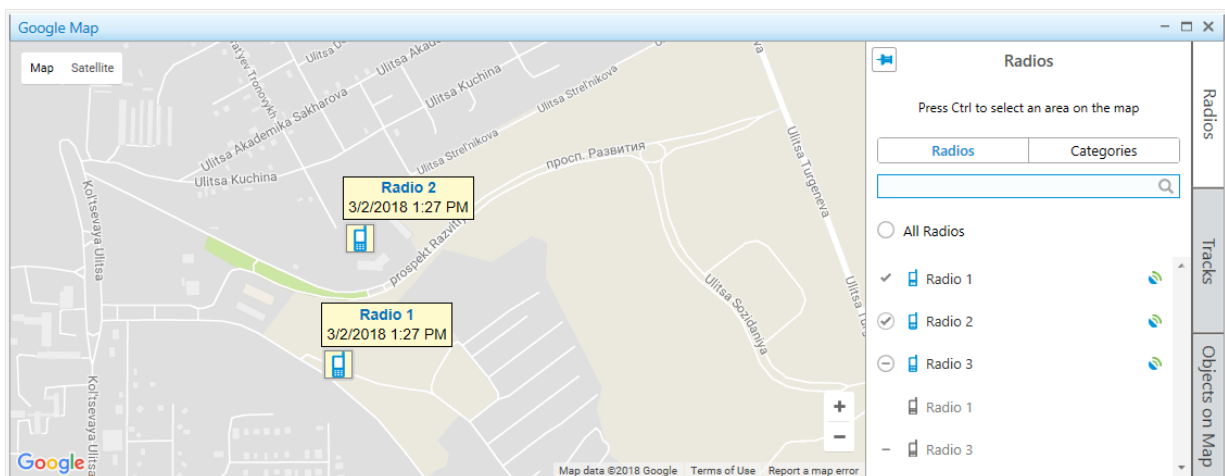 Google Map
Map Satellite
Ulitsa Akademika Sakharova
Ulitsa Kuchina
Ulitsa Strel'nikova
Ulitsa Strel'nikova
Ulitsa Kuchina
просп. Развития
prospekt Razvitiya
Kol'tsevaya Ulitsa
Kol'tsevaya Ulitsa
Ulitsa Turgeneva
Ulitsa Sozidaniya
Radio 2
3/2/2018 1:27 PM
Radio 1
3/2/2018 1:27 PM
Google
Map data ©2018 Google Terms of Use Report a map error
Radios
Press Ctrl to select an area on the map
Radios Categories
All Radios
Radio 1
Radio 2
Radio 3
Radio 1
Radio 3
Radios
Tracks
Objects on Map